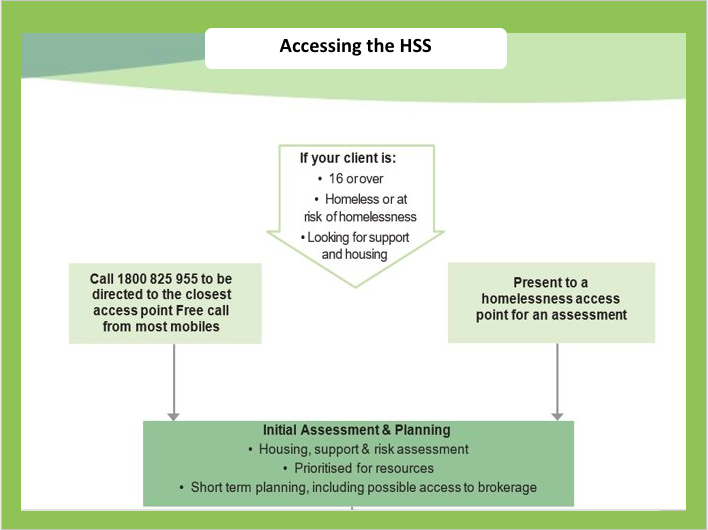 Accessing the HSS
If your client is:
• 16 or over
• Homeless or at
risk of homelessness
• Looking for support
and housing
Call 1800 825 955 to be
directed to the closest
access point Free call
from most mobiles
Present to a
homelessness access
point for an assessment
Initial Assessment & Planning
• Housing, support & risk assessment
• Prioritised for resources
• Short term planning, including possible access to brokerage